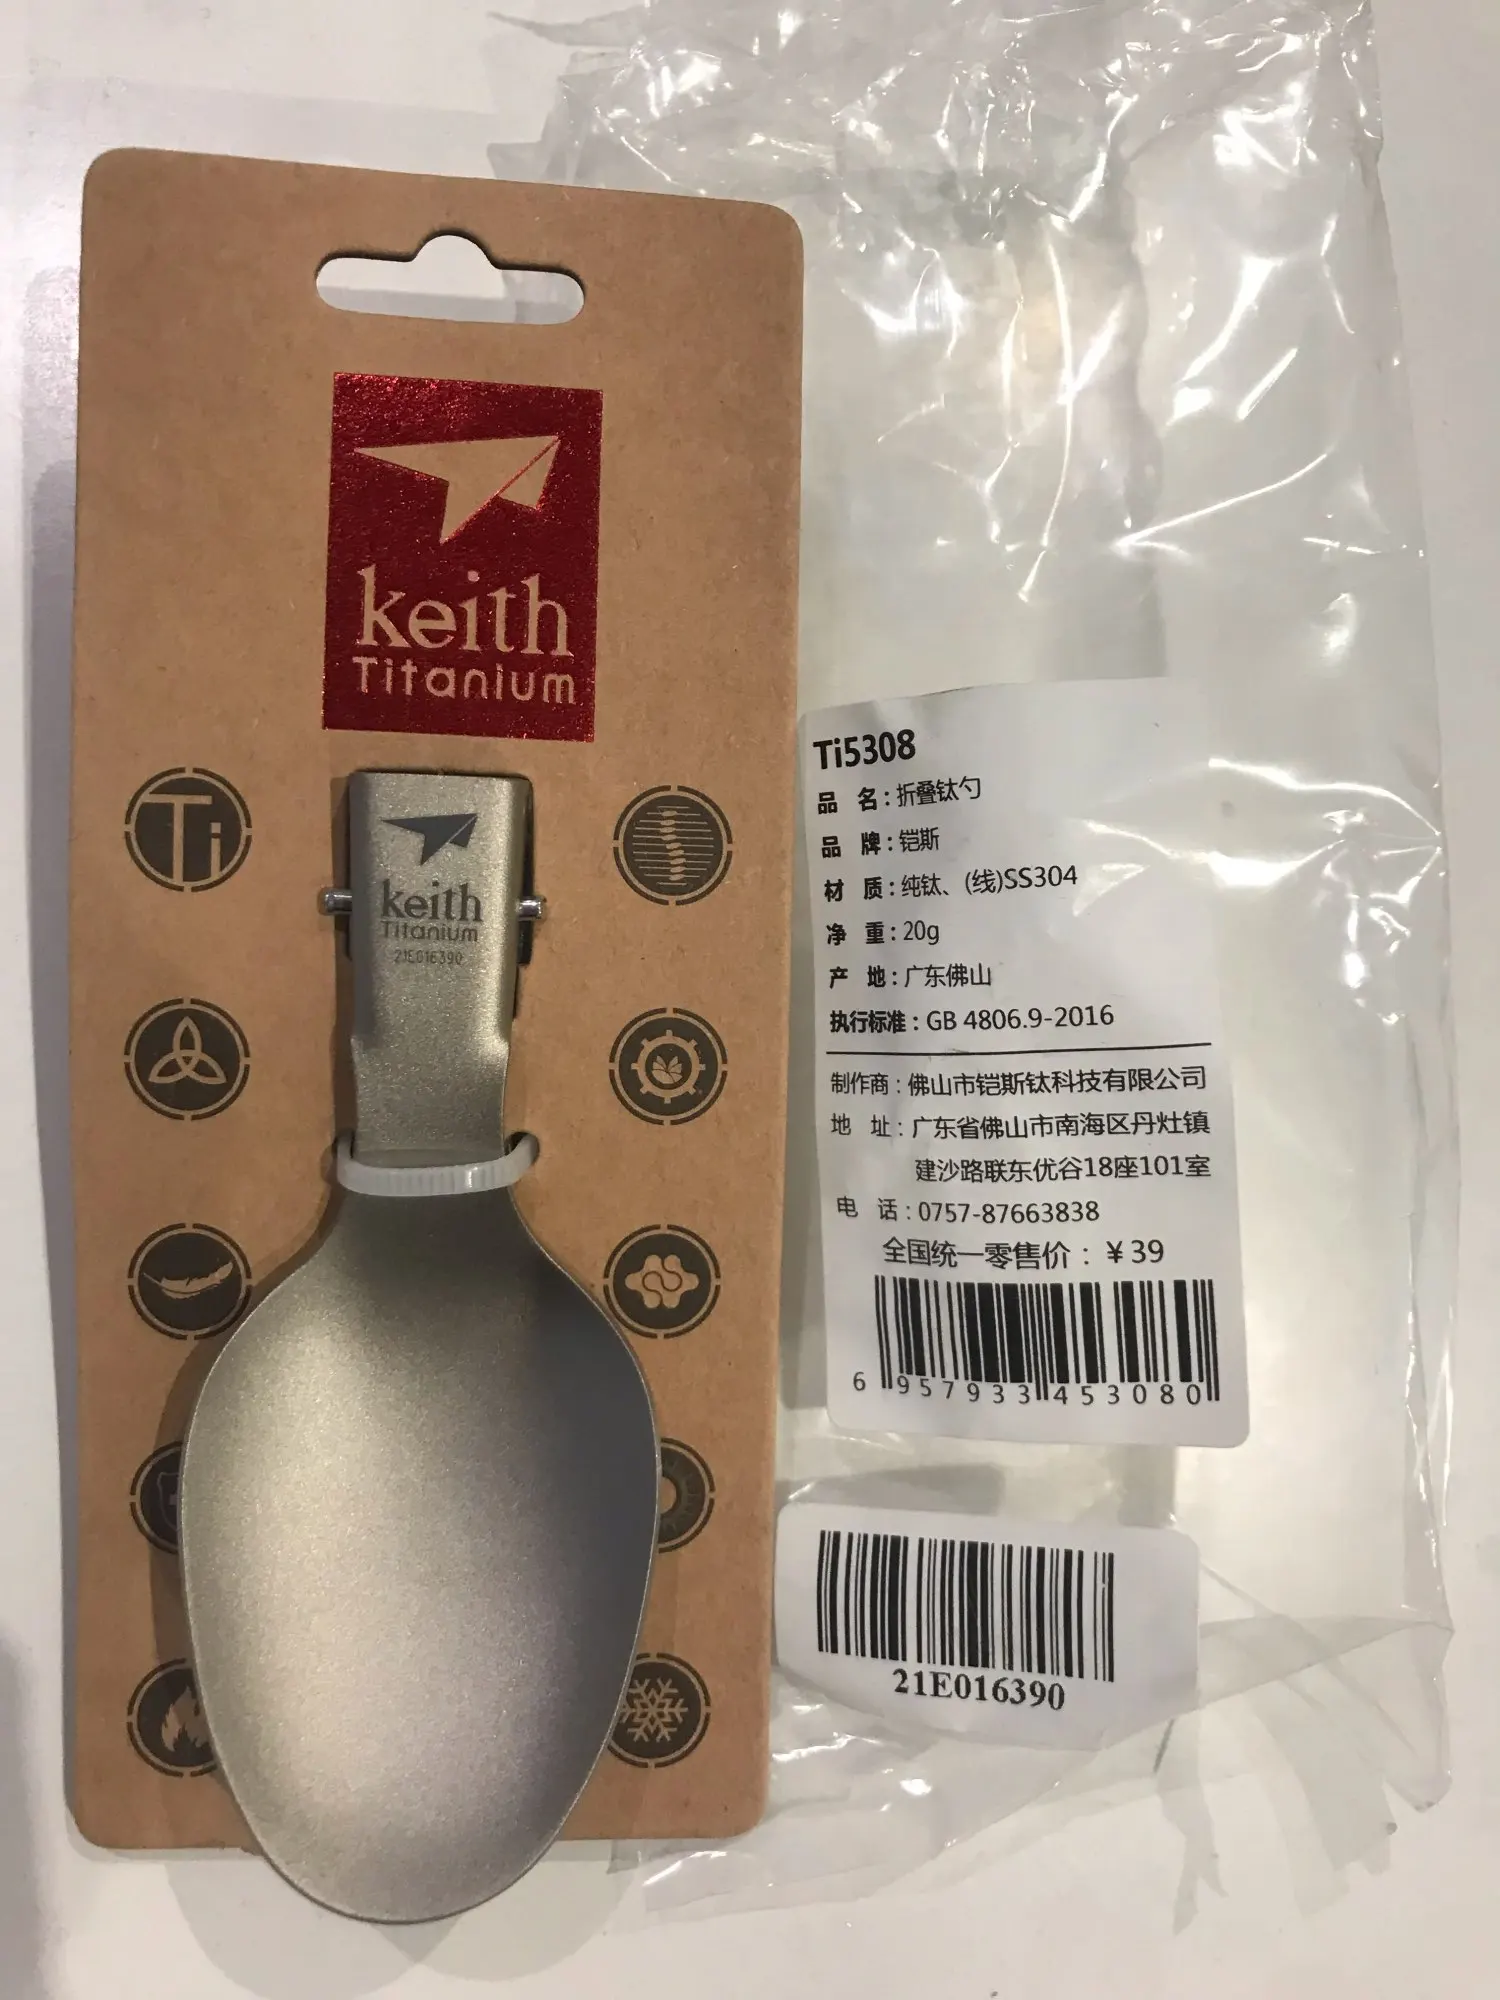 keith
Titanium
Ti
keith
Titanium
21E016390
Ti5308
品 名：折叠钛勺
品 牌：铠斯
材 质：纯钛、(线)SS304
净 重：20g
产 地：广东佛山
执行标准：GB 4806.9-2016
制作商：佛山市铠斯钛科技有限公司
地 址：广东省佛山市南海区丹灶镇
建沙路联东优谷18座101室
电 话：0757-87663838
全国统一零售价：￥39
6 957933 453080
21E016390